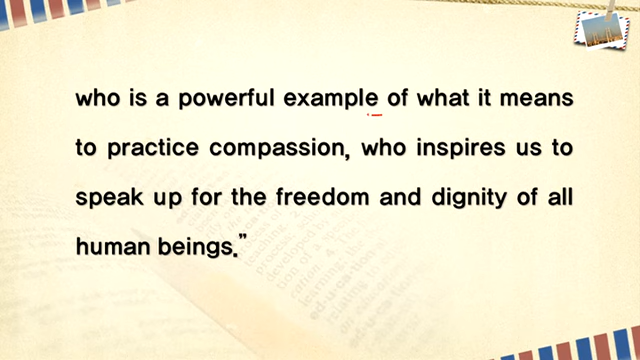 who is a powerful example of what it means
to practice compassion, who inspires us to
speak up for the freedom and dignity of all
human beings.”